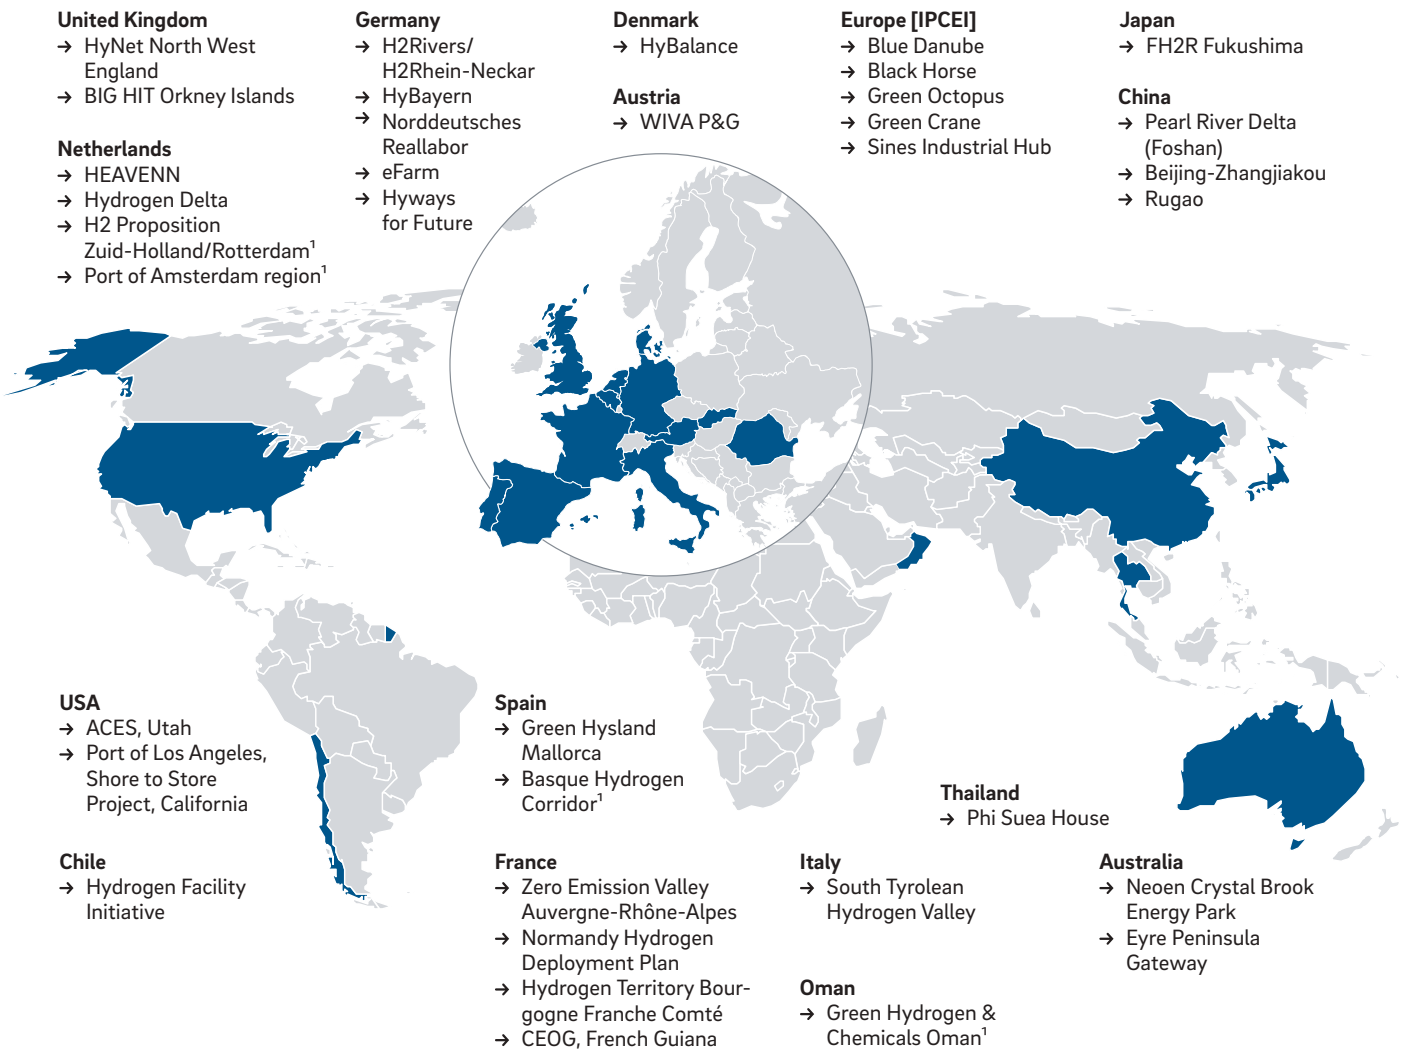 United Kingdom
→ HyNet North West
England
→ BIG HIT Orkney Islands
Netherlands
→ HEAVENN
→ Hydrogen Delta
→ H2 Proposition
Zuid-Holland/Rotterdam¹
→ Port of Amsterdam region¹
Germany
→ H2Rivers/
H2Rhein-Neckar
→ HyBayern
→ Norddeutsches
Reallabor
→ eFarm
→ Hyways
for Future
Denmark
→ HyBalance
Austria
→ WIVA P&G
Europe [IPCEI]
→ Blue Danube
→ Black Horse
→ Green Octopus
→ Green Crane
→ Sines Industrial Hub
Japan
→ FH2R Fukushima
China
→ Pearl River Delta
(Foshan)
→ Beijing-Zhangjiakou
→ Rugao
USA
→ ACES, Utah
→ Port of Los Angeles,
Shore to Store
Project, California
Chile
→ Hydrogen Facility
Initiative
Spain
→ Green Hysland
Mallorca
→ Basque Hydrogen
Corridor¹
France
→ Zero Emission Valley
Auvergne-Rhône-Alpes
→ Normandy Hydrogen
Deployment Plan
→ Hydrogen Territory Bour-
gogne Franche Comté
→ CEOG, French Guiana
Italy
→ South Tyrolean
Hydrogen Valley
Oman
→ Green Hydrogen &
Chemicals Oman¹
Thailand
→ Phi Suea House
Australia
→ Neoen Crystal Brook
Energy Park
→ Eyre Peninsula
Gateway